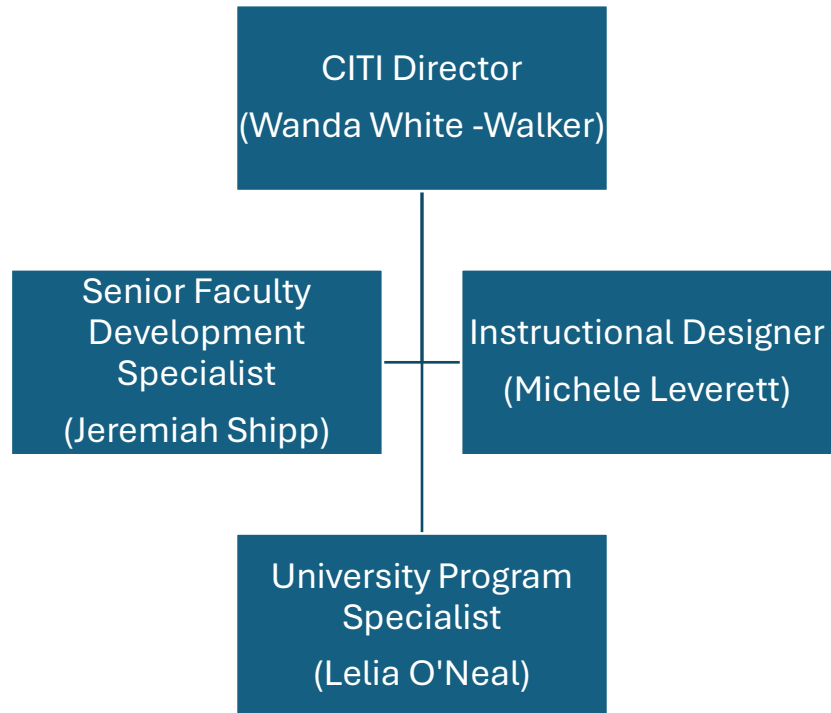 CITI Director
(Wanda White -Walker)
Senior Faculty
Development
Specialist
(Jeremiah Shipp)
Instructional Designer
(Michele Leverett)
University Program
Specialist
(Lelia O'Neal)